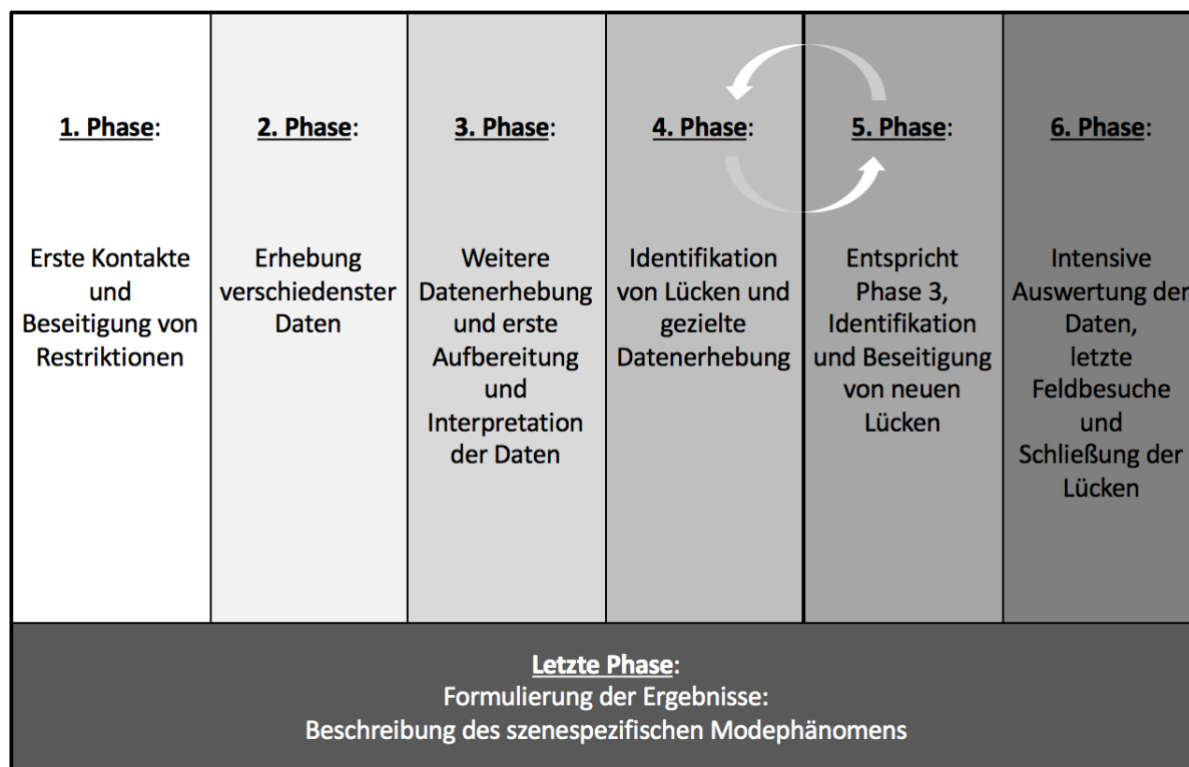 1. Phase:
Erste Kontakte
und
Beseitigung von
Restriktionen
2. Phase:
Erhebung
verschiedenster
Daten
3. Phase:
Weitere
Datenerhebung
und erste
Aufbereitung
und
Interpretation
der Daten
4. Phase:
Identifikation
von Lücken und
gezielte
Datenerhebung
5. Phase:
Entspricht
Phase 3,
Identifikation
und Beseitigung
von neuen
Lücken
6. Phase:
Intensive
Auswertung der
Daten,
letzte
Feldbesuche
und
Schließung der
Lücken
Letzte Phase:
Formulierung der Ergebnisse:
Beschreibung des szenespezifischen Modephänomens